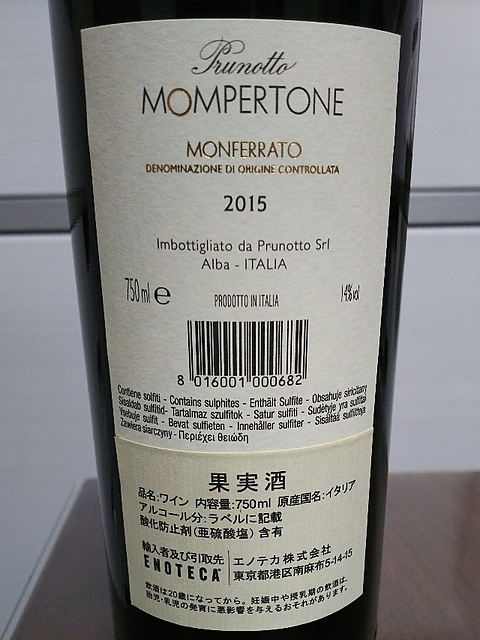 Prunotto
MOMPERTONE
MONFERRATO
DENOMINAZIONE DI ORIGINE CONTROLLATA
2015
Imbottigliato da Prunotto Srl
Alba - ITALIA
750 ml e PRODOTTO IN ITALIA 14% vol
8 016001 000682
Contiene solfiti - Contains sulphites - Enthält Sulfite - Obsahuje siričitany
Sisaldab sulfitid- Tartalmaz szulfitok - Satur sulfiti - Sudėtyje yra sulfitai
Vsebuje sulfit - Bevat sulfieten - Innehåller sulfiter - Sisältää sulfiitteja
Zawiera siarczyny - Περιέχει θειώδη
果実酒
品名:ワイン 内容量:750ml 原産国名:イタリア
アルコール分:ラベルに記載
酸化防止剤(亜硫酸塩)含有
輸入者及び引取先 エノテカ株式会社
ENOTECA 東京都港区南麻布5-14-15
飲酒は20歳になってから。妊娠中や授乳期の飲酒は、
胎児・乳児の発育に悪影響を与えるおそれがあります。